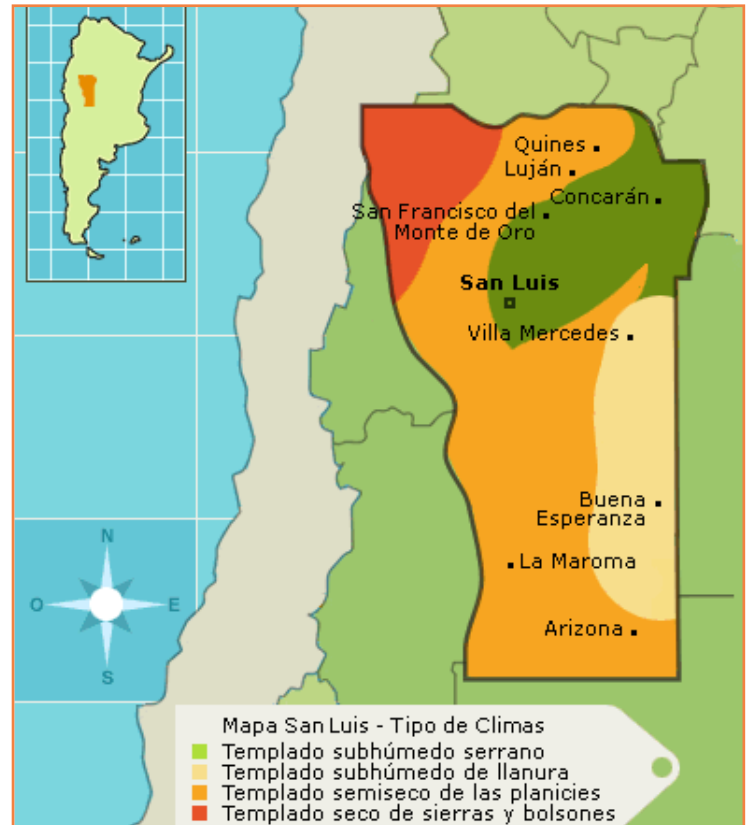 Quines
Luján
Concarán
San Francisco del
Monte de Oro
San Luis
Villa Mercedes
Buena
Esperanza
La Maroma
Arizona
N
O
E
S
Mapa San Luis - Tipo de Climas
Templado subhúmedo serrano
Templado subhúmedo de llanura
Templado semiseco de las planicies
Templado seco de sierras y bolsones